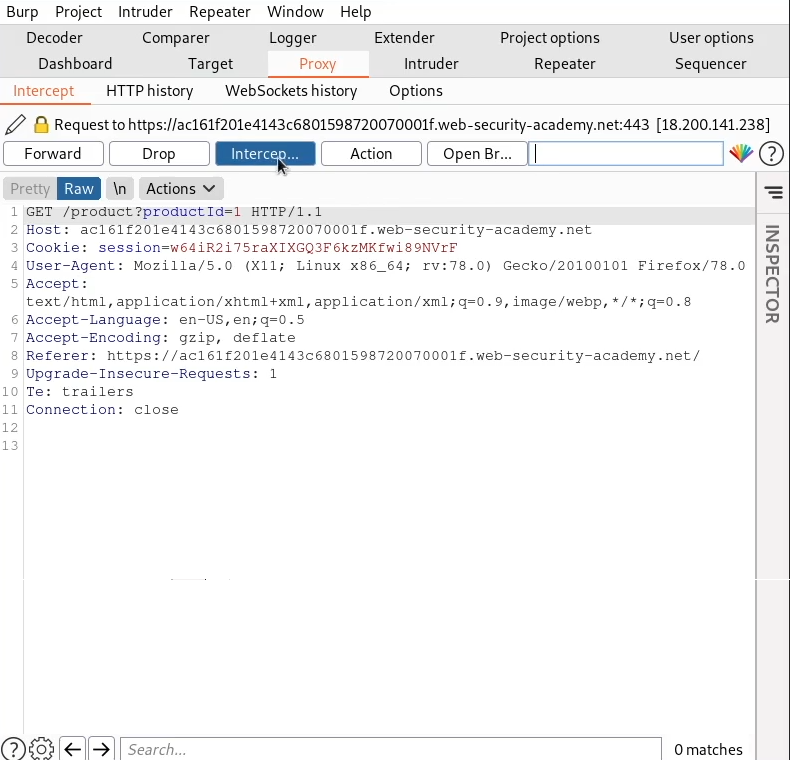 Burp Project Intruder Repeater Window Help
Decoder Comparer Logger Extender Project options User options
Dashboard Target Proxy Intruder Repeater Sequencer
Intercept HTTP history WebSockets history Options
Request to https://ac161f201e4143c6801598720070001f.web-security-academy.net:443 [18.200.141.238]
Forward Drop Intercep... Action Open Br... ?
Pretty Raw \n Actions
1 GET /product?productId=1 HTTP/1.1
2 Host: ac161f201e4143c6801598720070001f.web-security-academy.net
3 Cookie: session=w64iR2i75raXIXGQ3F6kzMKfwi89NVrF
4 User-Agent: Mozilla/5.0 (X11; Linux x86_64; rv:78.0) Gecko/20100101 Firefox/78.0
5 Accept:
text/html,application/xhtml+xml,application/xml;q=0.9,image/webp,*/*;q=0.8
6 Accept-Language: en-US,en;q=0.5
7 Accept-Encoding: gzip, deflate
8 Referer: https://ac161f201e4143c6801598720070001f.web-security-academy.net/
9 Upgrade-Insecure-Requests: 1
10 Te: trailers
11 Connection: close
12
13
INSPECTOR
? Search... 0 matches